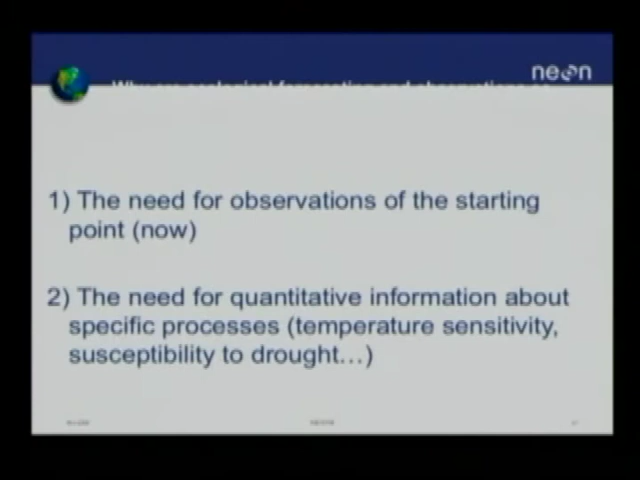 neon
1) The need for observations of the starting
point (now)
2) The need for quantitative information about
specific processes (temperature sensitivity,
susceptibility to drought…)